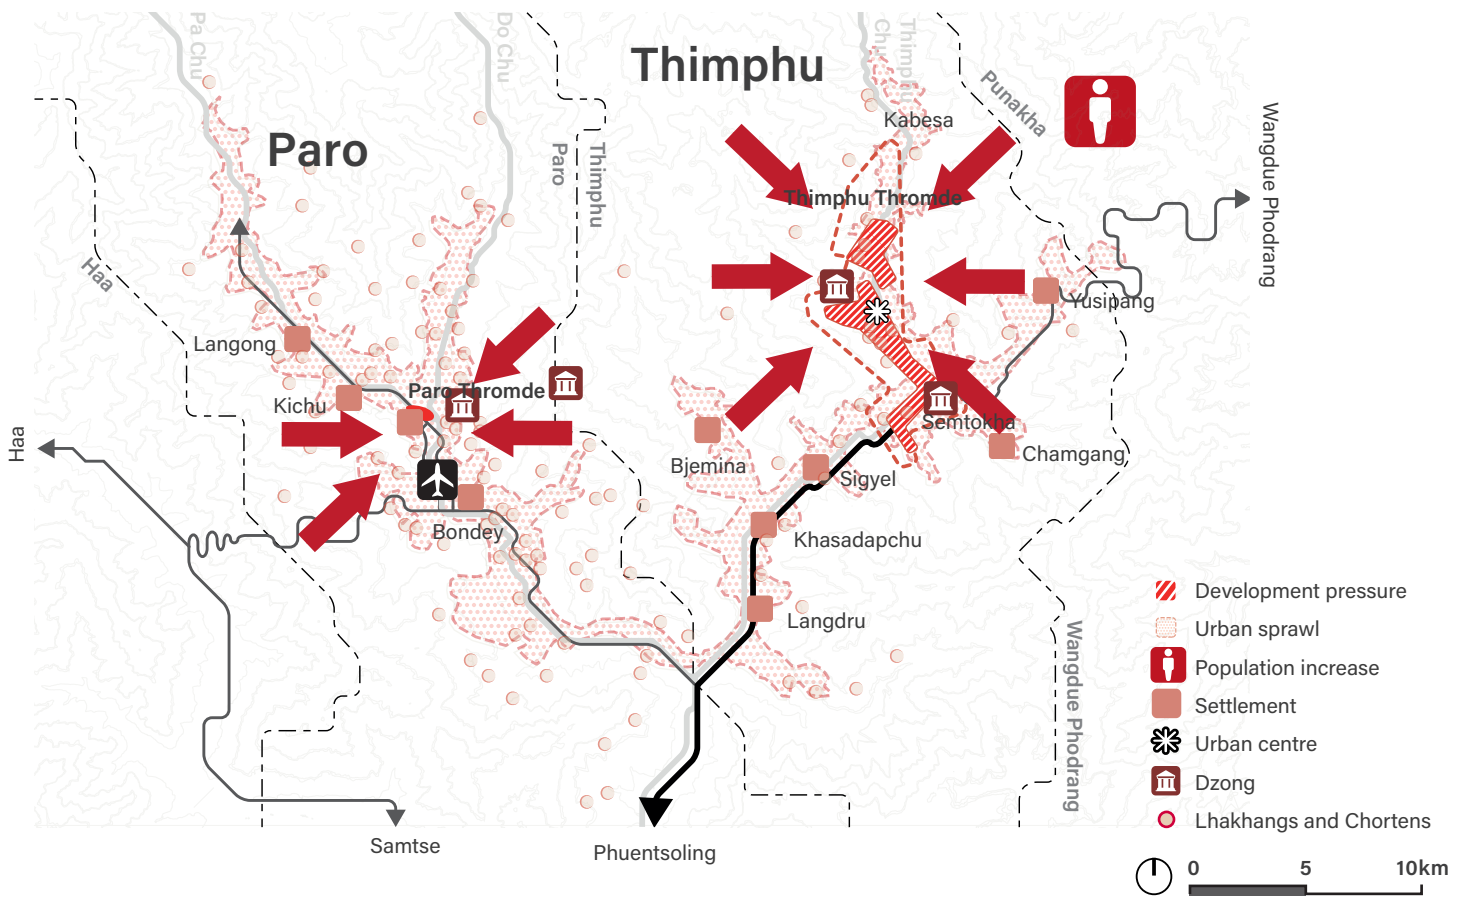 Pa Chu
Do Chu
Thimphu
Thimphu Chu
Kabesa
Punakha
Wangdue Phodrang
Paro
Paro
Thimphu
Thimphu Thromde
Haa
Yusipang
Langong
Paro Thromde
Kichu
Semtokha
Haa
Bjemina
Sigyel
Chamgang
Bondey
Khasadapchu
Langdru
Wangdue Phodrang
Samtse
Phuentsoling
Development pressure
Urban sprawl
Population increase
Settlement
Urban centre
Dzong
Lhakhangs and Chortens
0 5 10km